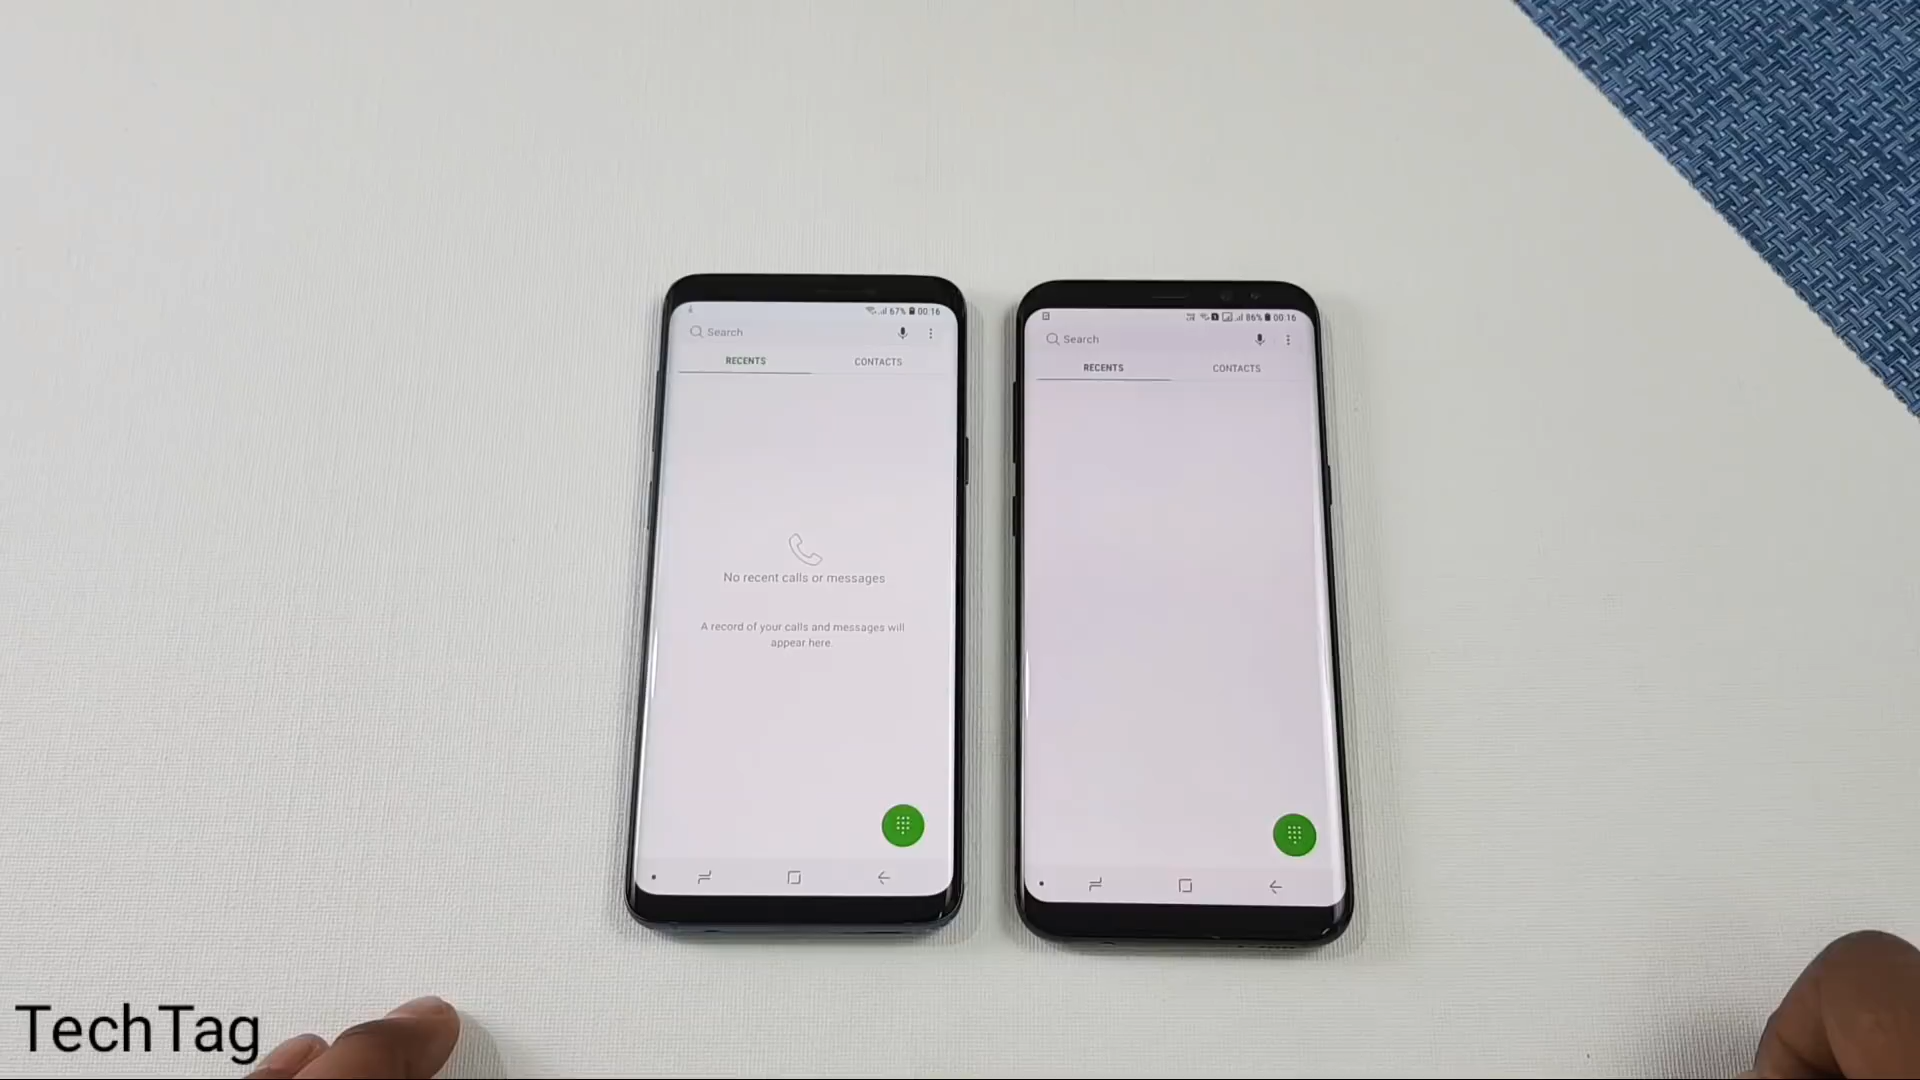 67% 00:16
Search
RECENTS CONTACTS
No recent calls or messages
A record of your calls and messages will
appear here.
86% 00:16
Search
RECENTS CONTACTS
TechTag